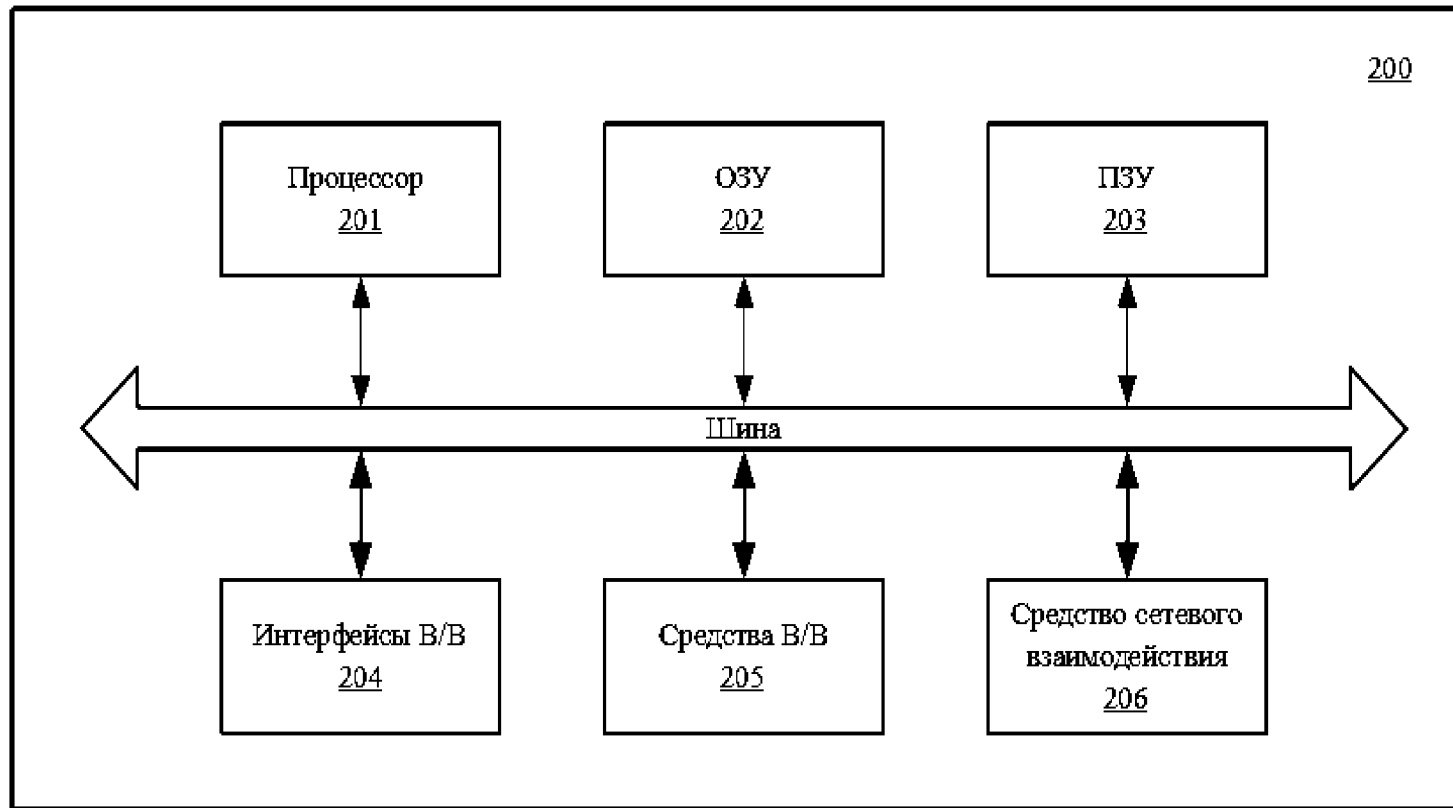 200
Процессор
201
ОЗУ
202
ПЗУ
203
Шина
Интерфейсы В/В
204
Средства В/В
205
Средство сетевого
взаимодействия
206